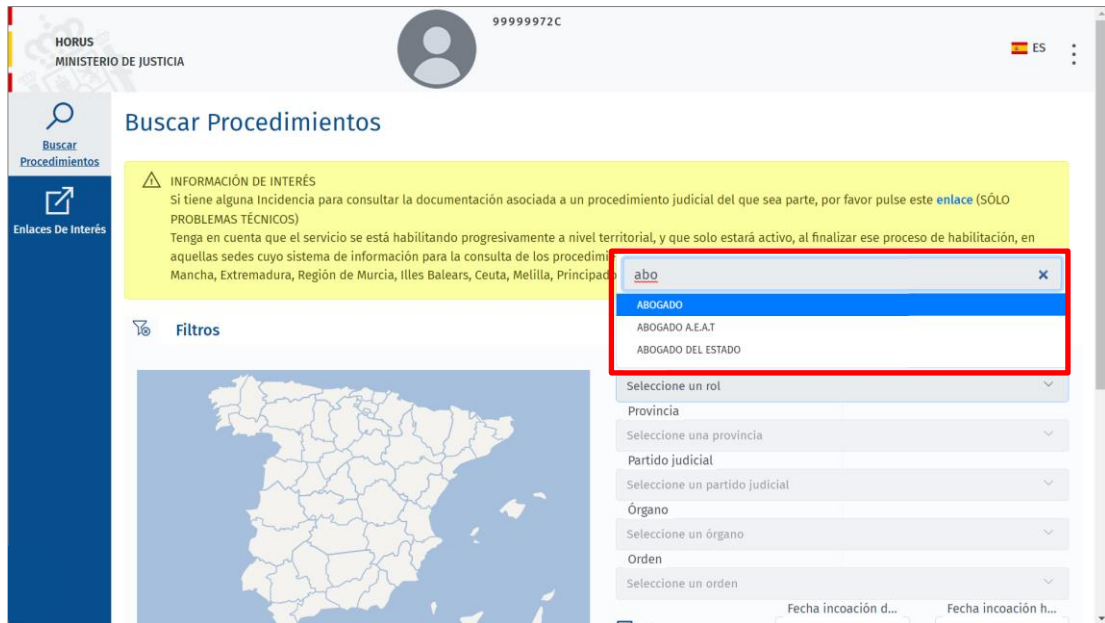 99999972C
HORUS
MINISTERIO DE JUSTICIA
ES
Buscar
Procedimientos
Enlaces De Interés
Buscar Procedimientos
INFORMACIÓN DE INTERÉS
Si tiene alguna Incidencia para consultar la documentación asociada a un procedimiento judicial del que sea parte, por favor pulse este enlace (SÓLO
PROBLEMAS TÉCNICOS)
Tenga en cuenta que el servicio se está habilitando progresivamente a nivel territorial, y que solo estará activo, al finalizar ese proceso de habilitación, en
aquellas sedes cuyo sistema de información para la consulta de los procedimie
Mancha, Extremadura, Región de Murcia, Illes Balears, Ceuta, Melilla, Principado
abo
ABOGADO
ABOGADO A.E.A.T
ABOGADO DEL ESTADO
Filtros
Seleccione un rol
Provincia
Seleccione una provincia
Partido judicial
Seleccione un partido judicial
Órgano
Seleccione un órgano
Orden
Seleccione un orden
Fecha incoación d...
Fecha incoación h...